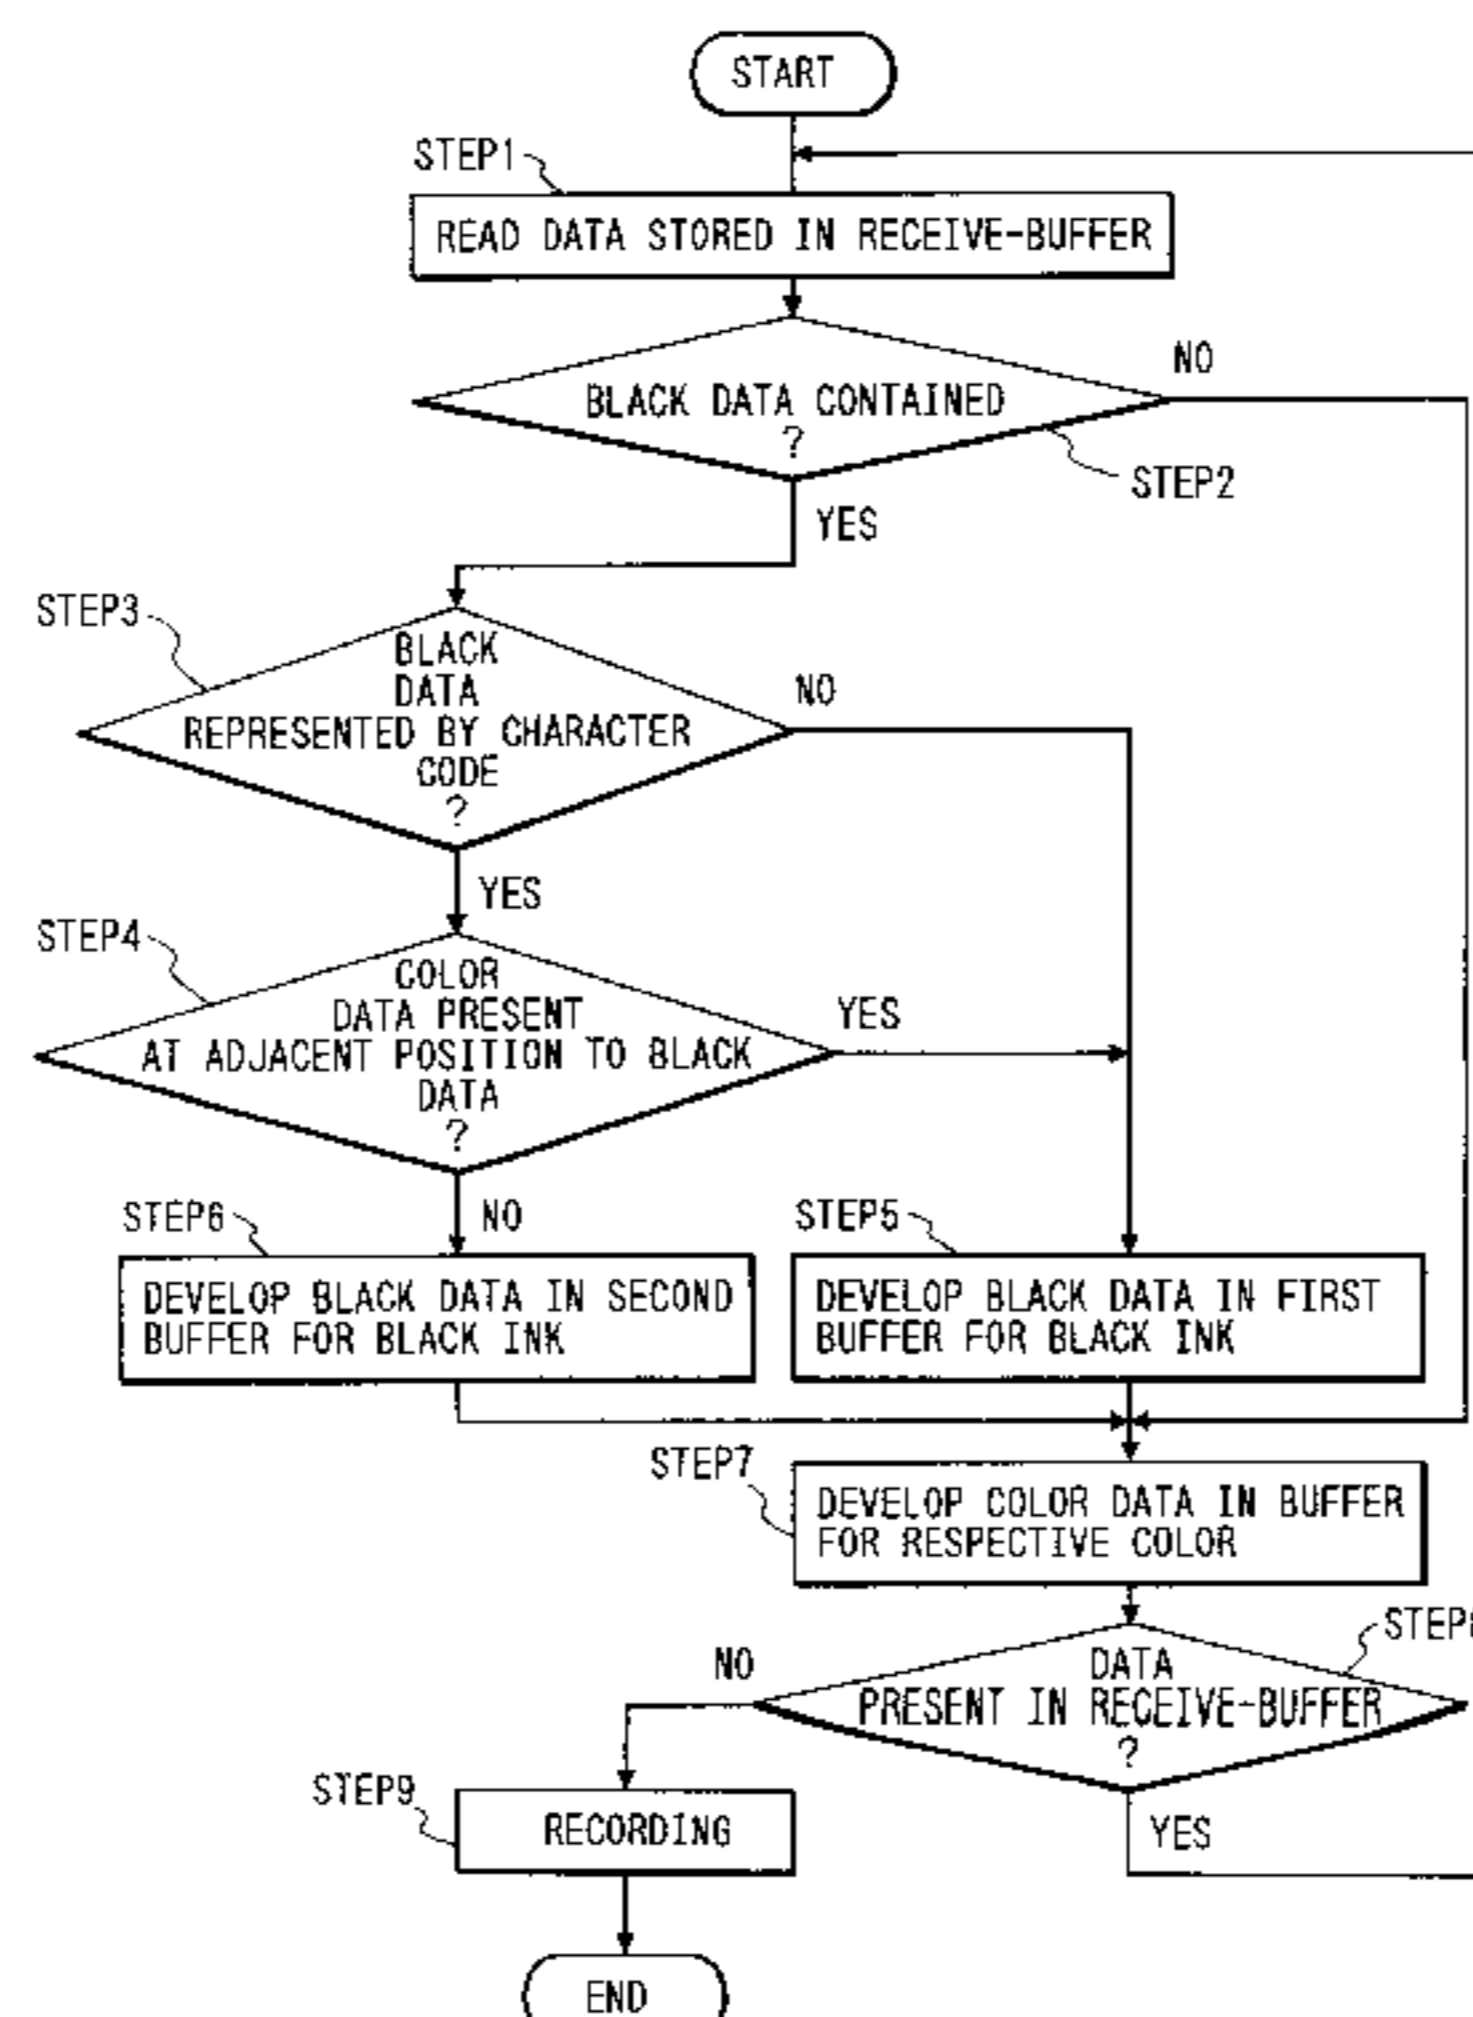 START
STEP1
READ DATA STORED IN RECEIVE-BUFFER
NO
BLACK DATA CONTAINED
?
STEP2
YES
STEP3
BLACK
DATA
REPRESENTED BY CHARACTER
CODE
?
NO
YES
STEP4
COLOR
DATA PRESENT
AT ADJACENT POSITION TO BLACK
DATA
?
YES
NO
STEP6
DEVELOP BLACK DATA IN SECOND
BUFFER FOR BLACK INK
STEP5
DEVELOP BLACK DATA IN FIRST
BUFFER FOR BLACK INK
STEP7
DEVELOP COLOR DATA IN BUFFER
FOR RESPECTIVE COLOR
STEP
NO
DATA
PRESENT IN RECEIVE-BUFFER
?
YES
STEP9
RECORDING
END